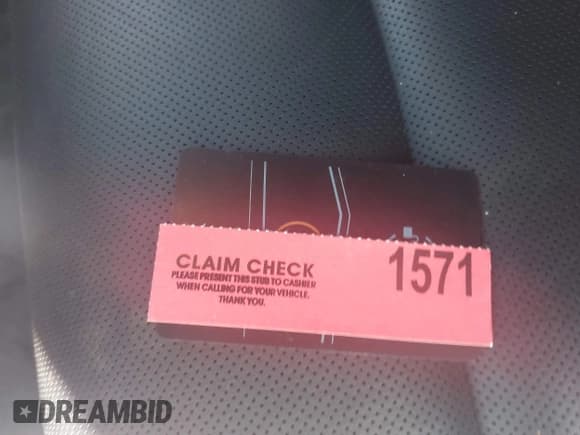 CLAIM CHECK
PLEASE PRESENT THIS STUB TO CASHIER
WHEN CALLING FOR YOUR VEHICLE.
THANK YOU.
1571
DREAMBID